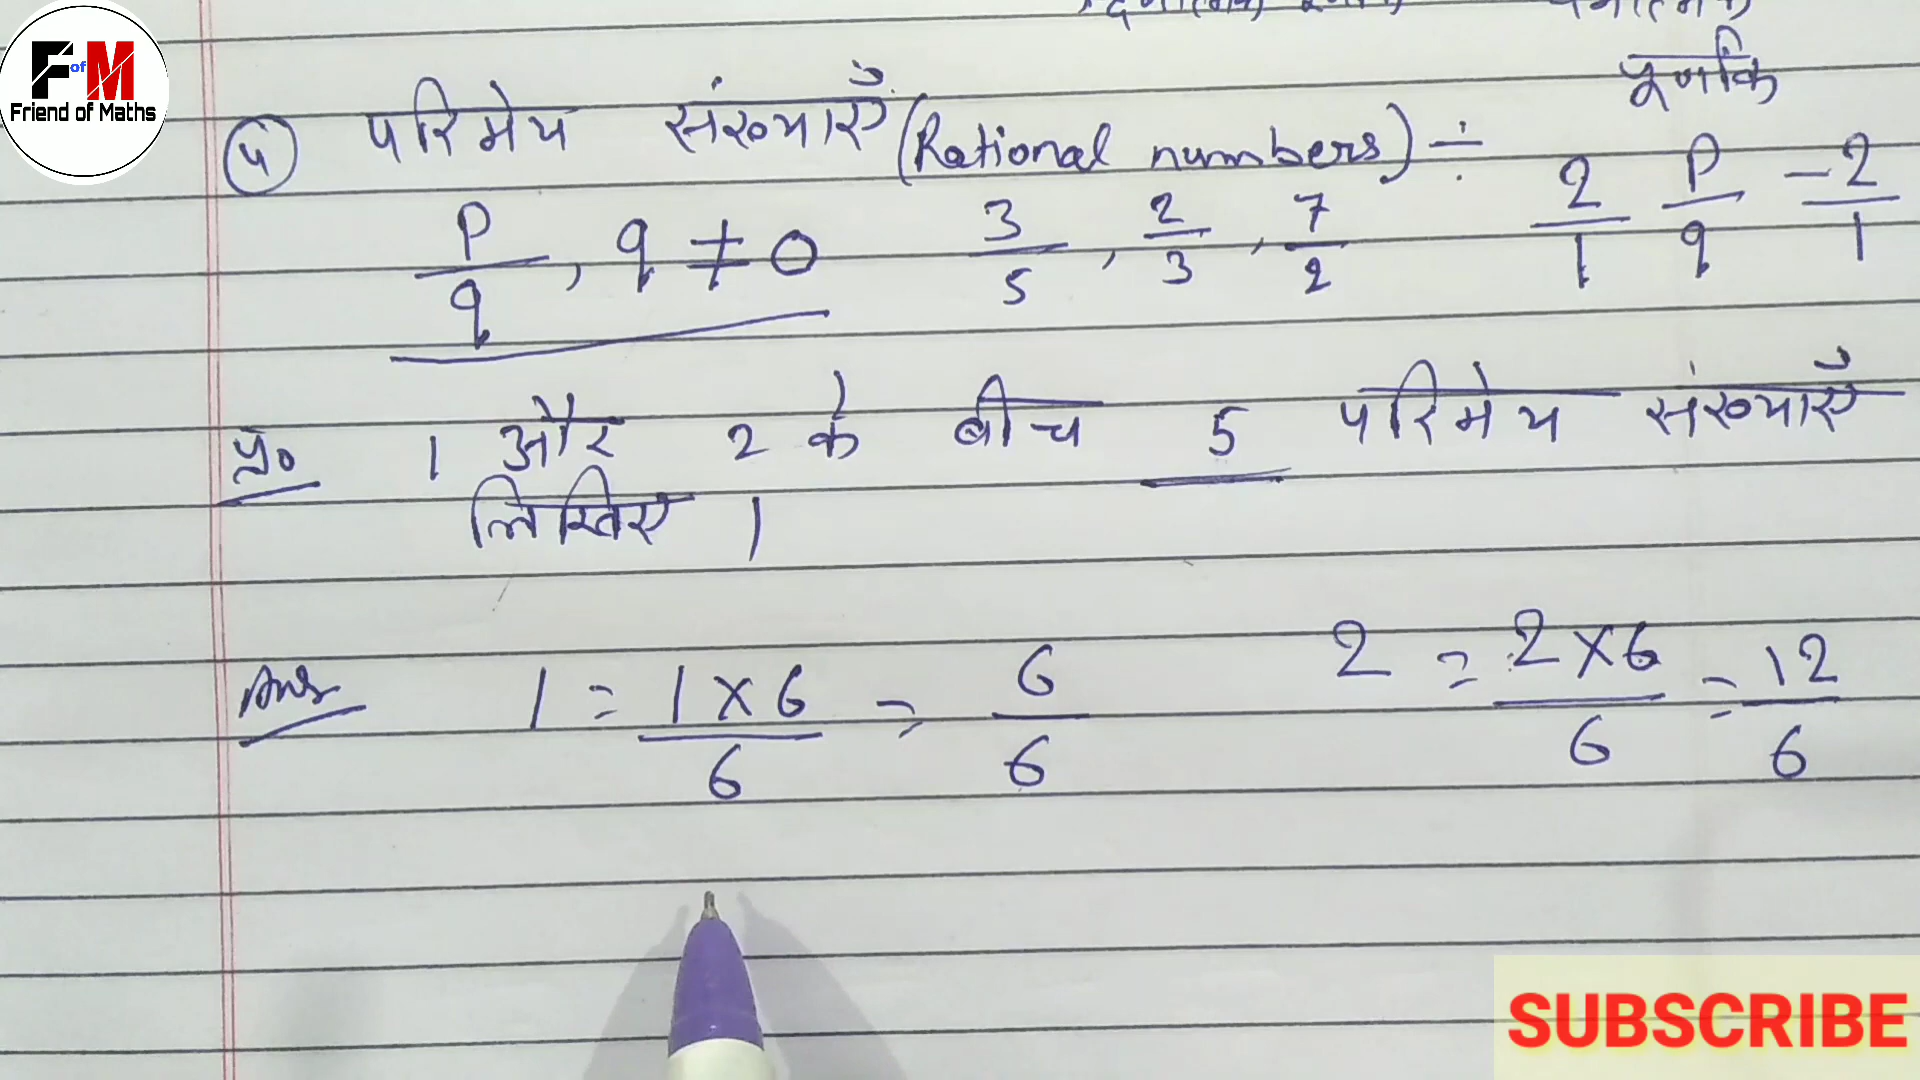 FofM
Friend of Maths
पूर्णांक
५ परिमेय संख्याएँ (Rational numbers) ÷
p/q, q ≠ 0 3/5, 2/3, 7/2 2/1 p/q -2/1
प्र० 1 और 2 के बीच 5 परिमेय संख्याएँ
लिखिए ।
Ans 1 = 1×6/6 = 6/6 2 = 2×6/6 = 12/6
SUBSCRIBE